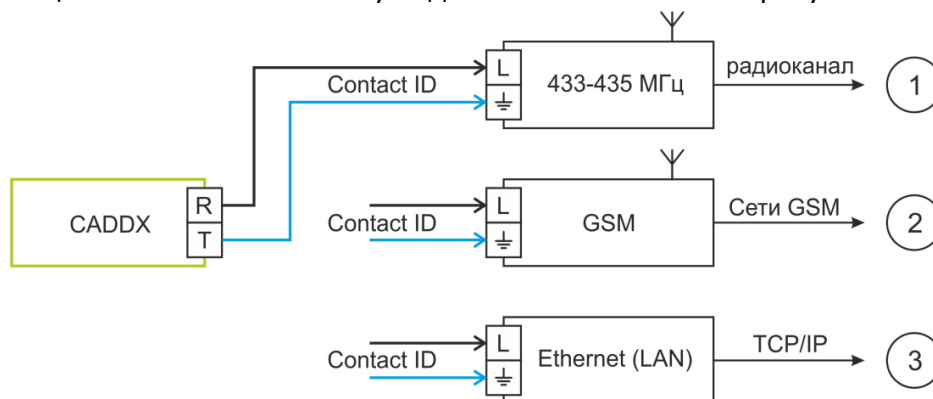 433-435 МГц
L
Contact ID
радиоканал
1
CADDX
R
T
L
Contact ID
GSM
Сети GSM
2
L
Contact ID
Ethernet (LAN)
TCP/IP
3